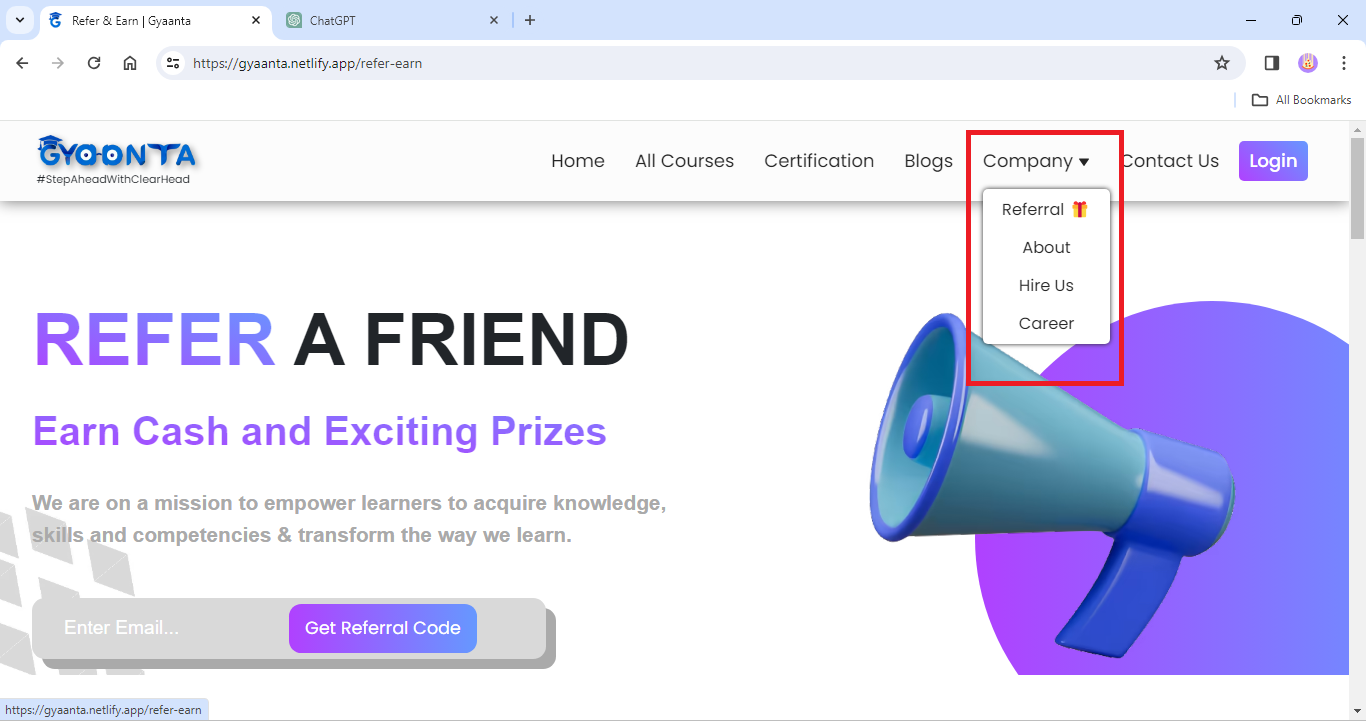 Refer & Earn | Gyaanta
ChatGPT
https://gyaanta.netlify.app/refer-earn
All Bookmarks
GYAANTA
#StepAheadWithClearHead
Home All Courses Certification Blogs Company Contact Us Login
Referral
About
Hire Us
Career
REFER A FRIEND
Earn Cash and Exciting Prizes
We are on a mission to empower learners to acquire knowledge,
skills and competencies & transform the way we learn.
Enter Email... Get Referral Code
https://gyaanta.netlify.app/refer-earn